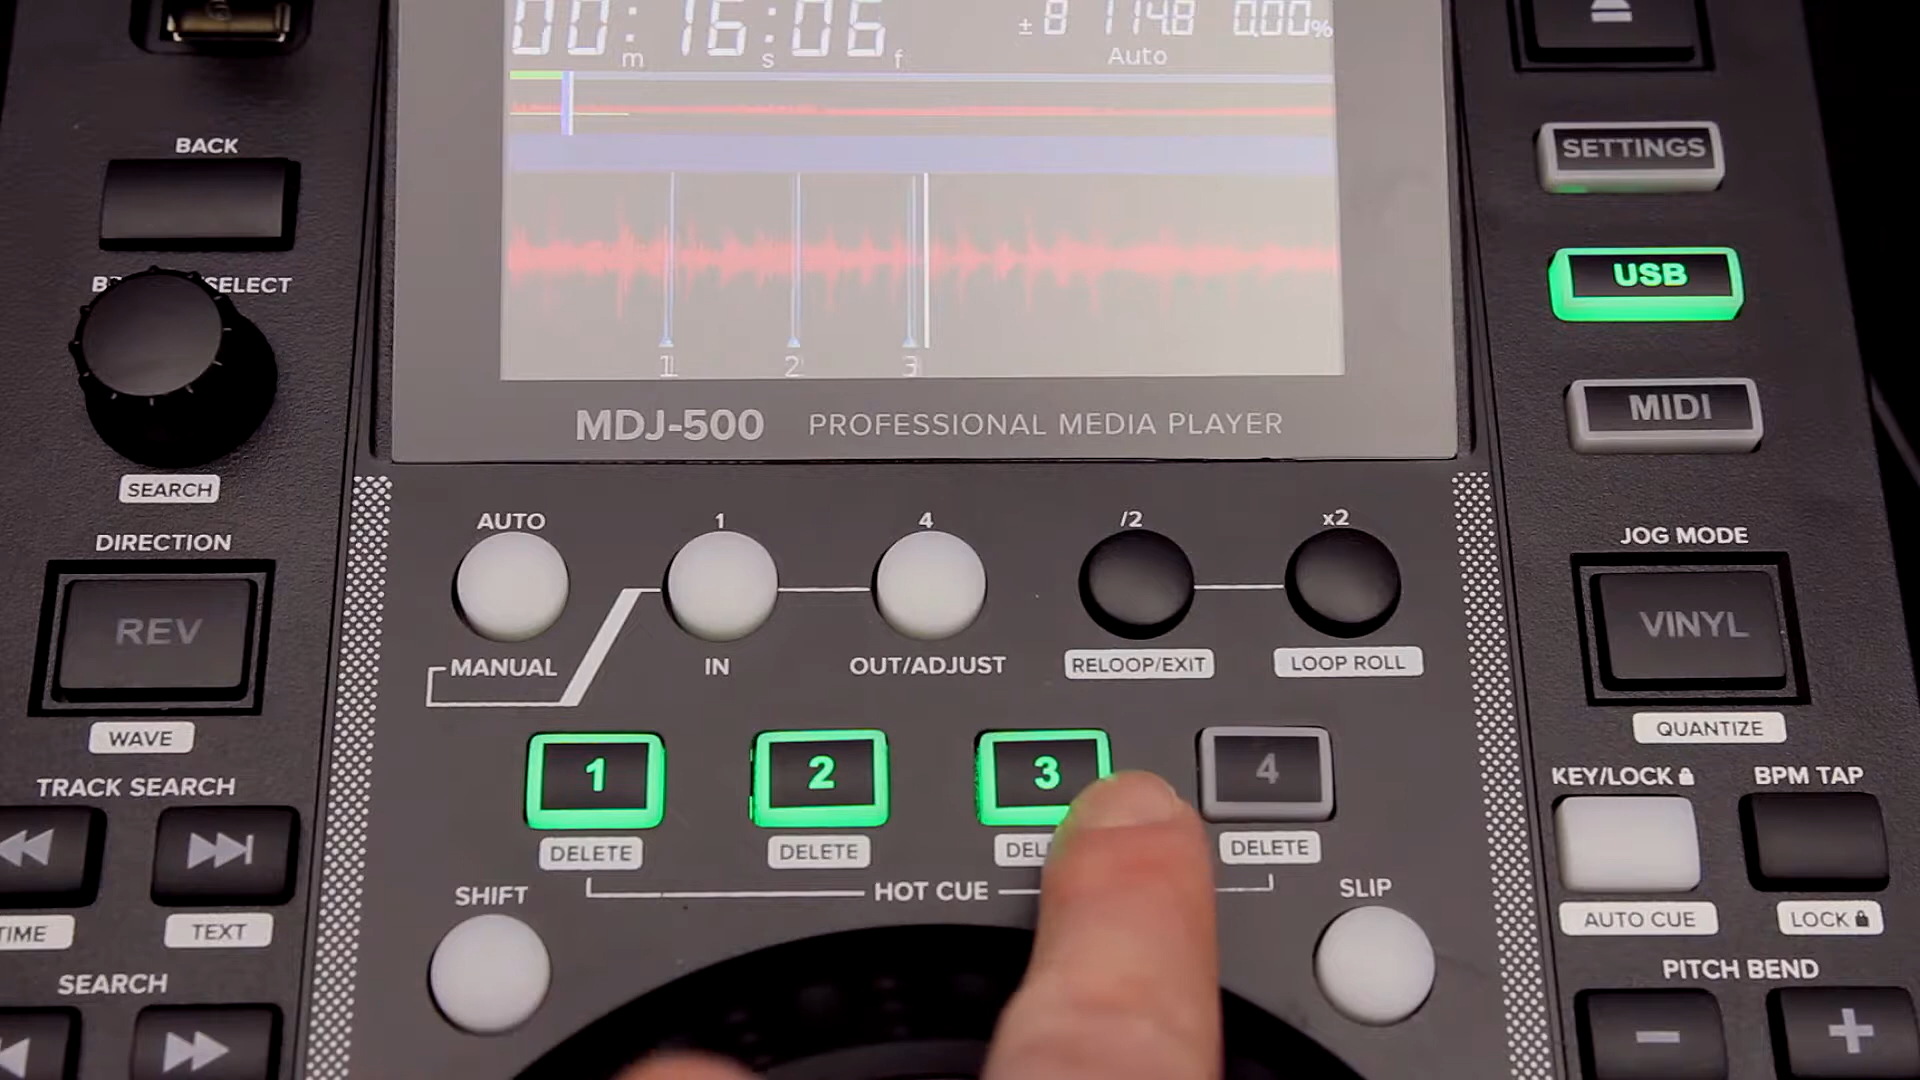 00m:16s:06f
±8 114.8 0.00%
Auto
BACK
SELECT
SEARCH
DIRECTION
REV
WAVE
TRACK SEARCH
TIME
TEXT
SEARCH
1 2 3
MDJ-500 PROFESSIONAL MEDIA PLAYER
AUTO 1 4 /2 x2
MANUAL IN OUT/ADJUST RELOOP/EXIT LOOP ROLL
1 2 3 4
DELETE DELETE DELETE
HOT CUE
SHIFT
SLIP
SETTINGS
USB
MIDI
JOG MODE
VINYL
QUANTIZE
KEY/LOCK BPM TAP
AUTO CUE LOCK
PITCH BEND
- +